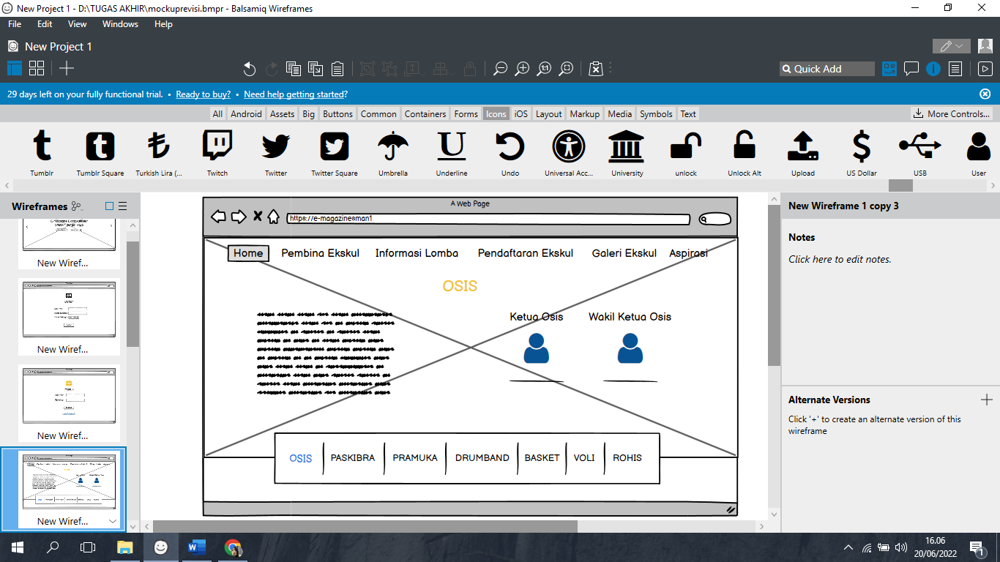 New Project 1 - D:\TUGAS AKHIR\mockuprevisi.bmpr - Balsamiq Wireframes
File Edit View Windows Help
New Project 1
Quick Add
29 days left on your fully functional trial. • Ready to buy? • Need help getting started?
All Android Assets Big Buttons Common Containers Forms Icons iOS Layout Markup Media Symbols Text More Controls...
Tumblr Tumblr Square Turkish Lira (... Twitch Twitter Twitter Square Umbrella Underline Undo Universal Acc... University unlock Unlock Alt Upload US Dollar USB User
Wireframes
New Wiref...
New Wiref...
New Wiref...
New Wiref...
A Web Page
https://e-magazinesman1
Home Pembina Ekskul Informasi Lomba Pendaftaran Ekskul Galeri Ekskul Aspirasi
OSIS
Ketua Osis Wakil Ketua Osis
OSIS PASKIBRA PRAMUKA DRUMBAND BASKET VOLI ROHIS
New Wireframe 1 copy 3
Notes
Click here to edit notes.
Alternate Versions
Click '+' to create an alternate version of this
wireframe
16.06
20/06/2022
1